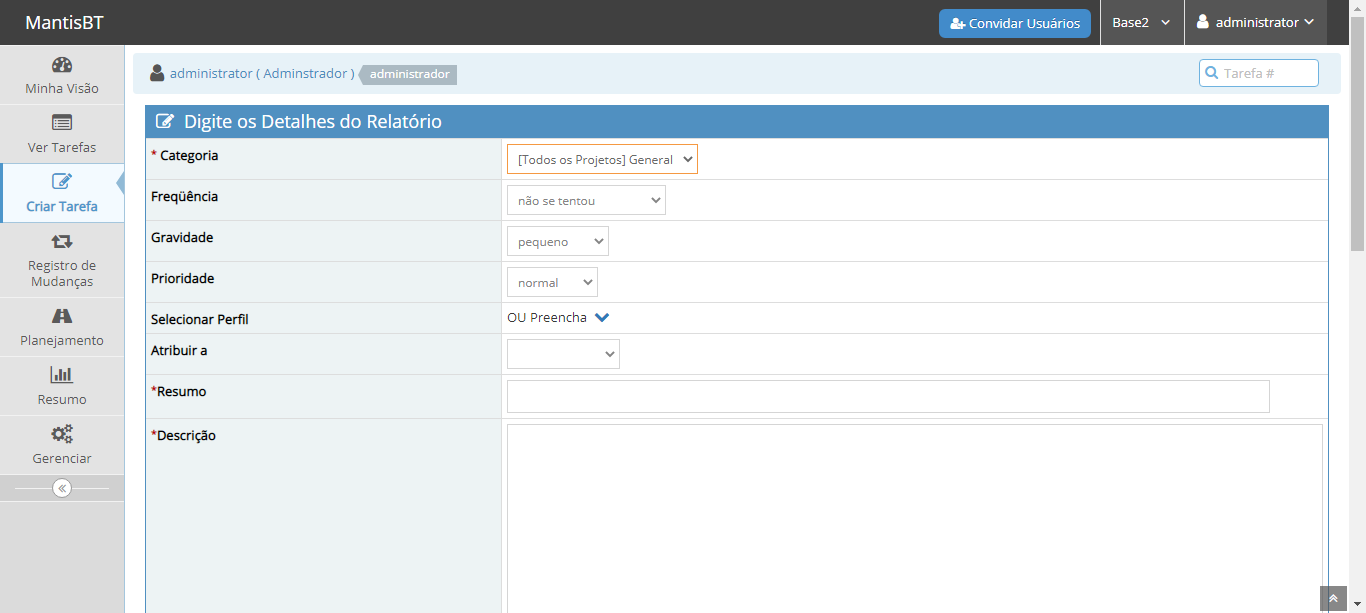 MantisBT
Convidar Usuários
Base2
administrator
Minha Visão
Ver Tarefas
Criar Tarefa
Registro de
Mudanças
Planejamento
Resumo
Gerenciar
administrator ( Adminstrador )
administrador
Tarefa #
Digite os Detalhes do Relatório
* Categoria
[Todos os Projetos] General
Freqüência
não se tentou
Gravidade
pequeno
Prioridade
normal
Selecionar Perfil
OU Preencha
Atribuir a
*Resumo
*Descrição